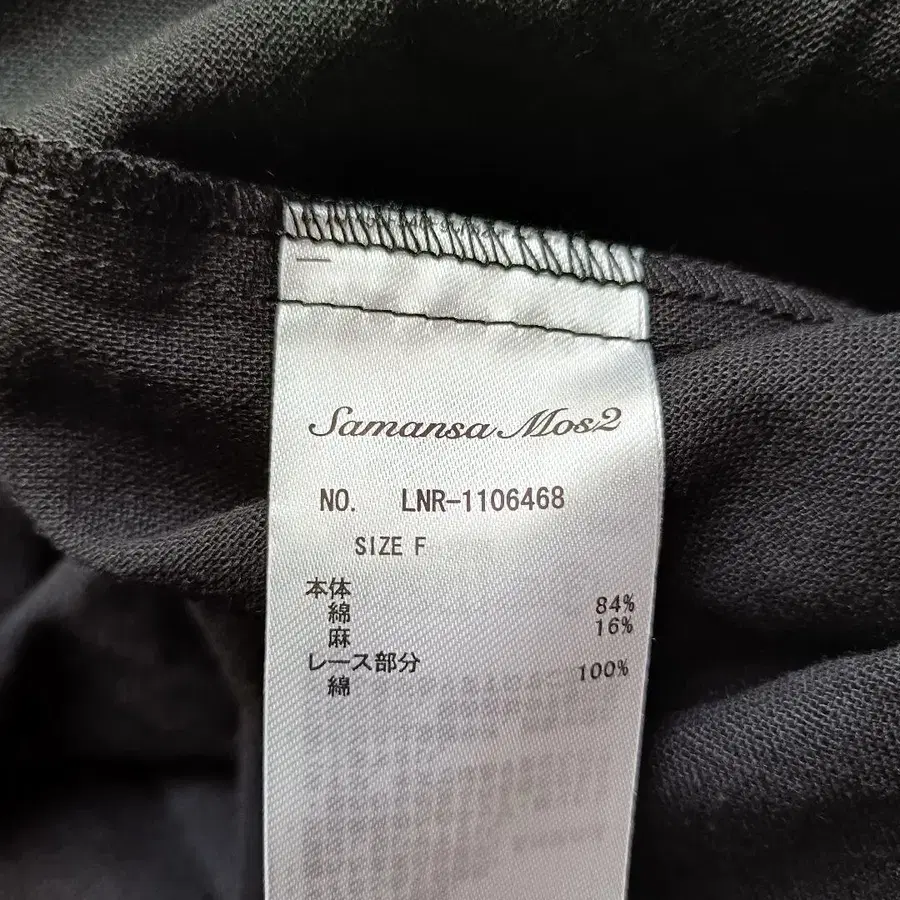 Samansa Mos2
NO. LNR-1106468
SIZE F
本体
綿 84%
麻 16%
レース部分
綿 100%